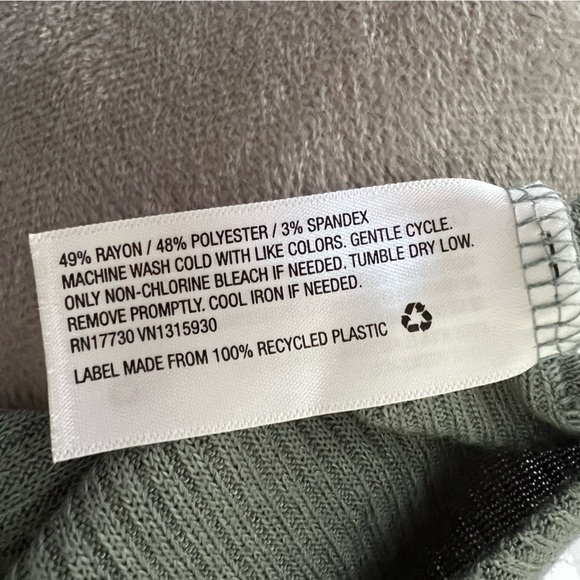 49% RAYON / 48% POLYESTER / 3% SPANDEX
MACHINE WASH COLD WITH LIKE COLORS. GENTLE CYCLE.
ONLY NON-CHLORINE BLEACH IF NEEDED. TUMBLE DRY LOW.
REMOVE PROMPTLY. COOL IRON IF NEEDED.
RN17730 VN1315930
LABEL MADE FROM 100% RECYCLED PLASTIC